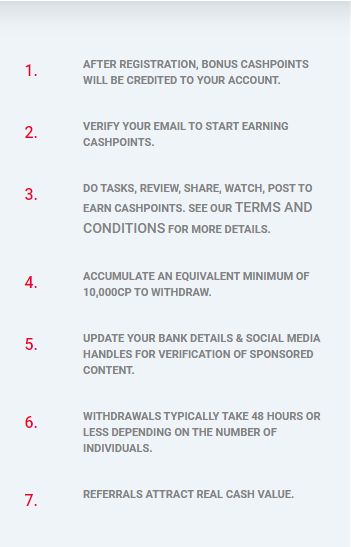 1. AFTER REGISTRATION, BONUS CASHPOINTS
WILL BE CREDITED TO YOUR ACCOUNT.
2. VERIFY YOUR EMAIL TO START EARNING
CASHPOINTS.
3. DO TASKS, REVIEW, SHARE, WATCH, POST TO
EARN CASHPOINTS. SEE OUR TERMS AND
CONDITIONS FOR MORE DETAILS.
4. ACCUMULATE AN EQUIVALENT MINIMUM OF
10,000CP TO WITHDRAW.
5. UPDATE YOUR BANK DETAILS & SOCIAL MEDIA
HANDLES FOR VERIFICATION OF SPONSORED
CONTENT.
6. WITHDRAWALS TYPICALLY TAKE 48 HOURS OR
LESS DEPENDING ON THE NUMBER OF
INDIVIDUALS.
7. REFERRALS ATTRACT REAL CASH VALUE.